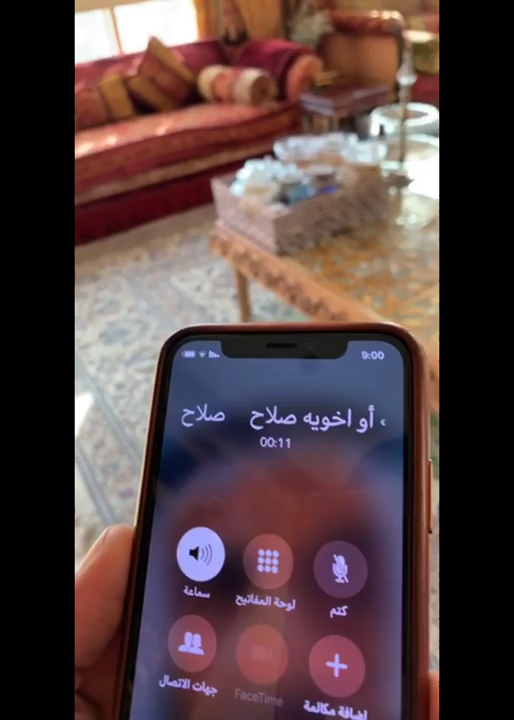 9:00
‹ أو اخويه صلاح صلاح
00:11
كتم
لوحة المفاتيح
سماعة
إضافة مكالمة
FaceTime
جهات الاتصال